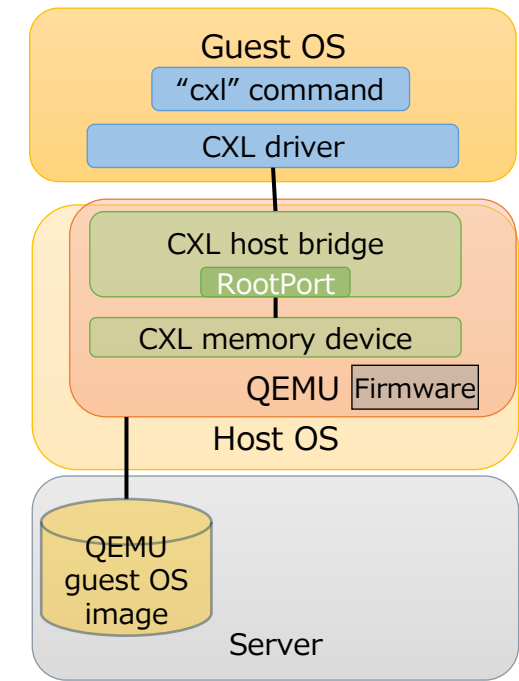 Guest OS
“cxl” command
CXL driver
CXL host bridge
RootPort
CXL memory device
QEMU
Firmware
Host OS
QEMU
guest OS
image
Server